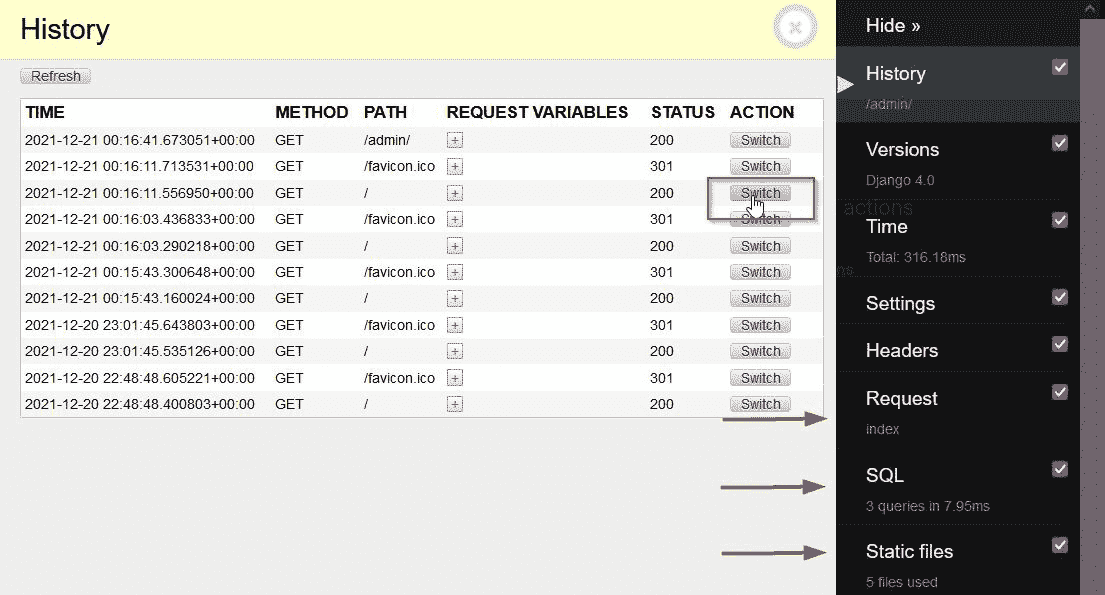 History
Refresh
TIME METHOD PATH REQUEST VARIABLES STATUS ACTION
2021-12-21 00:16:41.673051+00:00 GET /admin/ + 200 Switch
2021-12-21 00:16:11.713531+00:00 GET /favicon.ico + 301 Switch
2021-12-21 00:16:11.556950+00:00 GET / + 200 Switch
2021-12-21 00:16:03.436833+00:00 GET /favicon.ico + 301 Switch
2021-12-21 00:16:03.290218+00:00 GET / + 200 Switch
2021-12-21 00:15:43.300648+00:00 GET /favicon.ico + 301 Switch
2021-12-21 00:15:43.160024+00:00 GET / + 200 Switch
2021-12-20 23:01:45.643803+00:00 GET /favicon.ico + 301 Switch
2021-12-20 23:01:45.535126+00:00 GET / + 200 Switch
2021-12-20 22:48:48.605221+00:00 GET /favicon.ico + 301 Switch
2021-12-20 22:48:48.400803+00:00 GET / + 200 Switch
Hide »
History
/admin/
Versions
Django 4.0
actions
Time
Total: 316.18ms
Settings
Headers
Request
index
SQL
3 queries in 7.95ms
Static files
5 files used